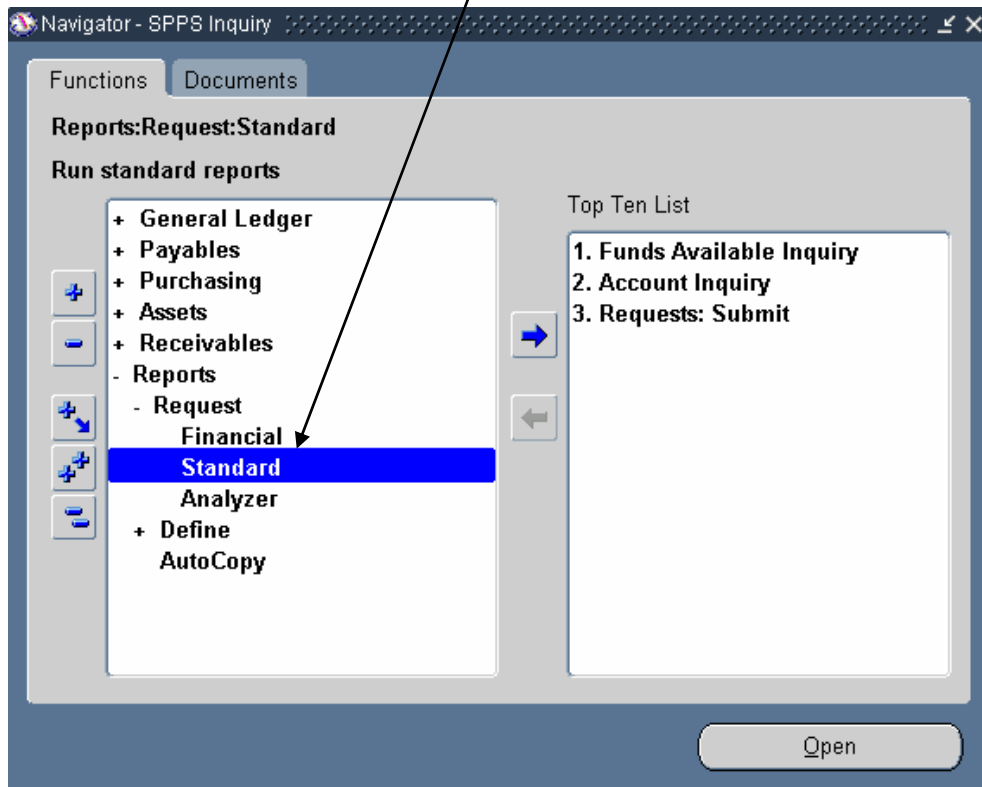 Navigator - SPPS Inquiry
Functions
Documents
Reports:Request:Standard
Run standard reports
+ General Ledger
+ Payables
+ Purchasing
+ Assets
+ Receivables
- Reports
- Request
Financial
Standard
Analyzer
+ Define
AutoCopy
Top Ten List
1. Funds Available Inquiry
2. Account Inquiry
3. Requests: Submit
Open